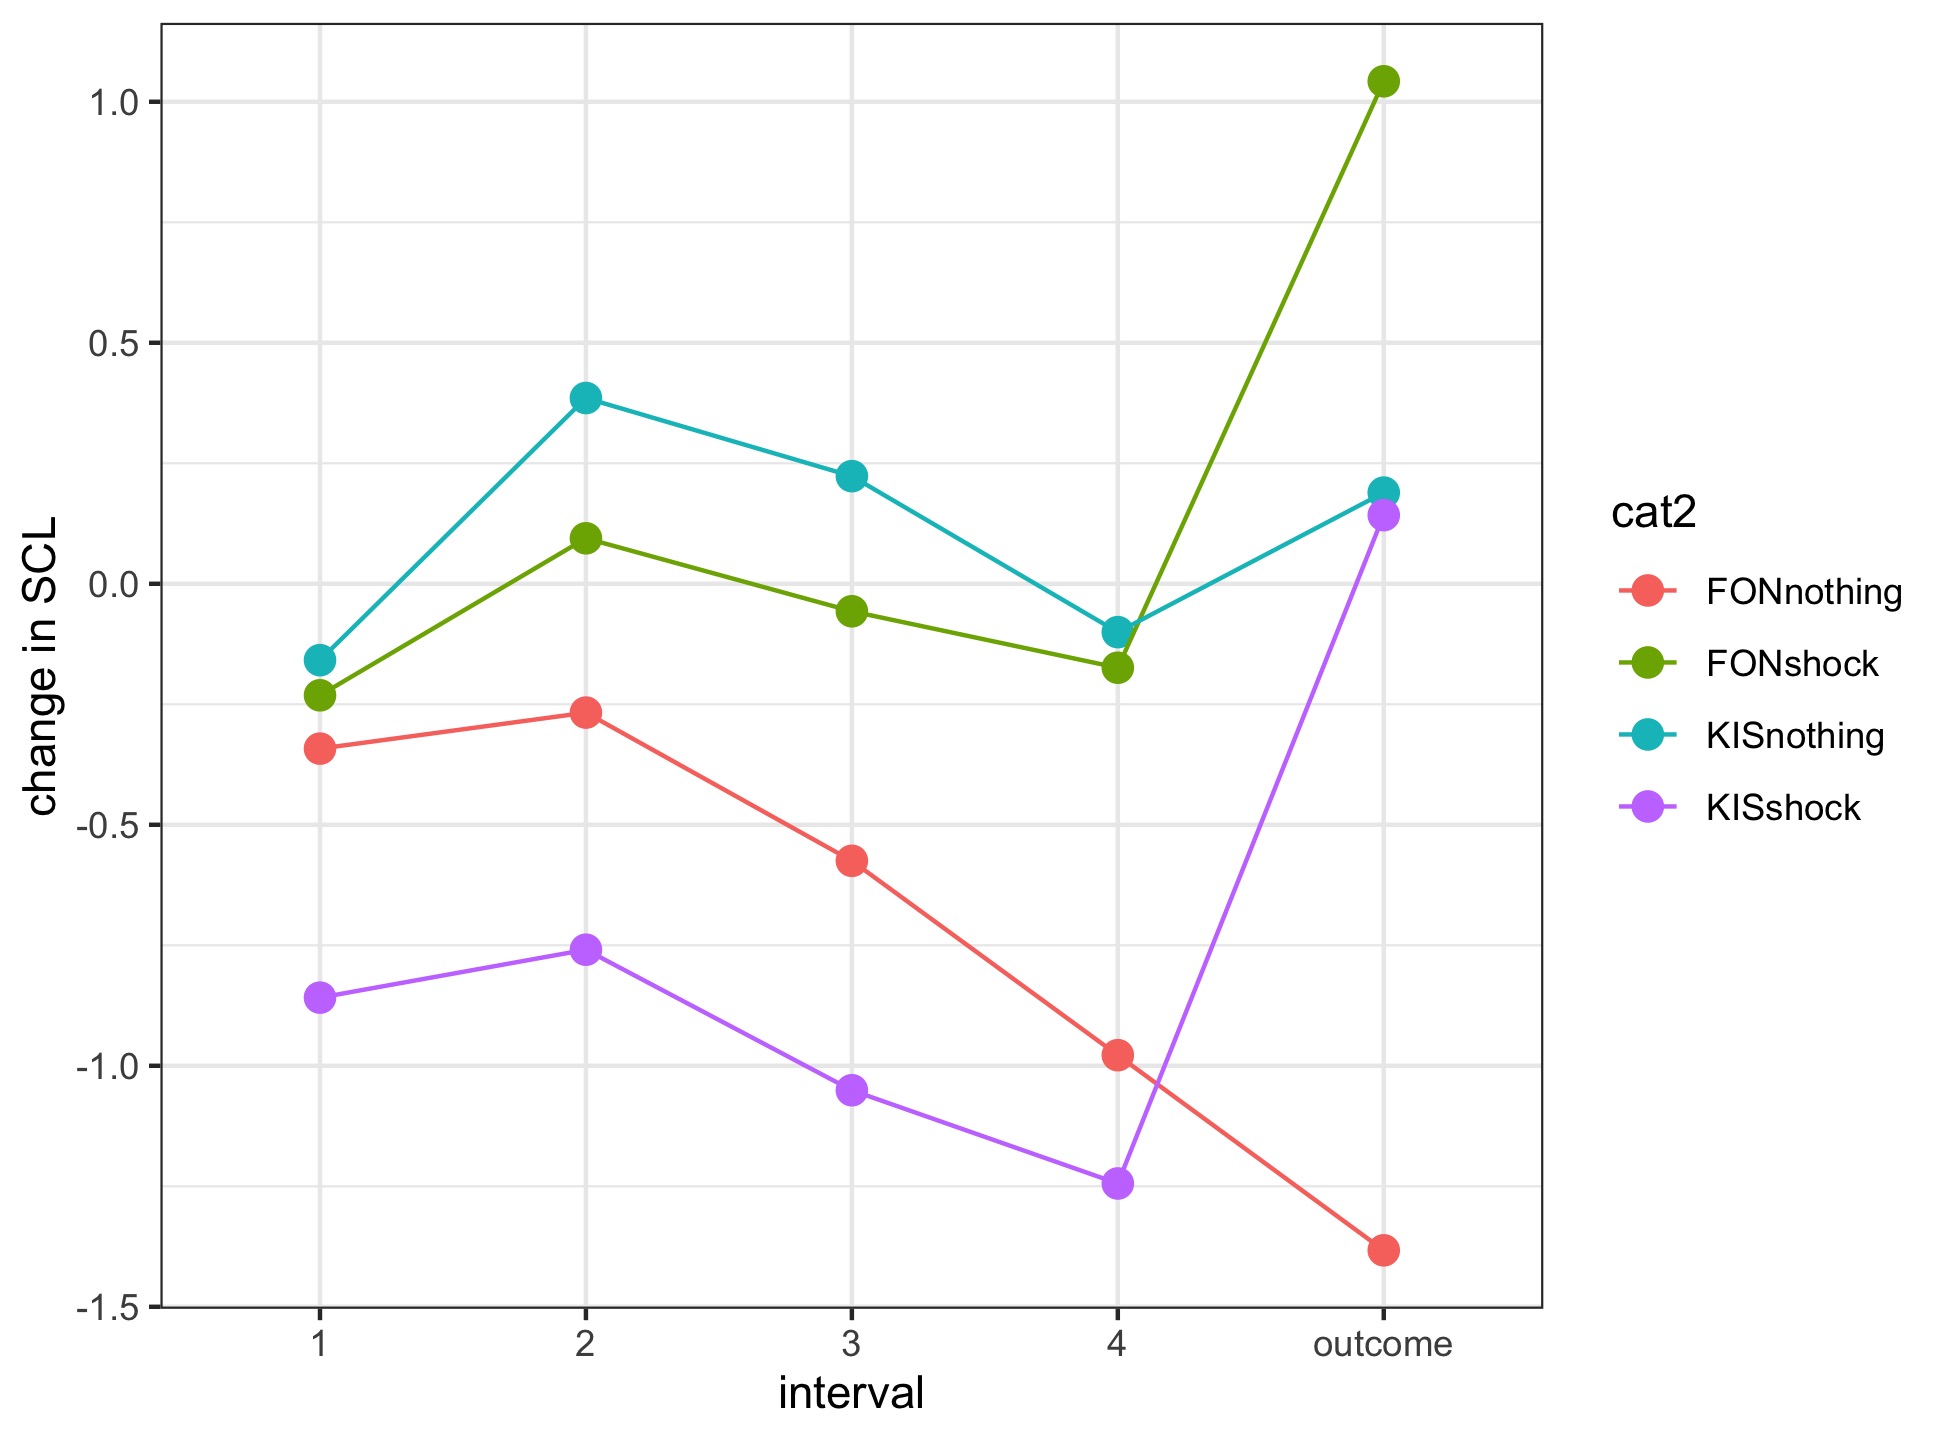 1.0
0.5
0.0
-0.5
-1.0
-1.5
change in SCL
1
2
3
4
outcome
interval
cat2
FONnothing
FONshock
KISnothing
KISshock